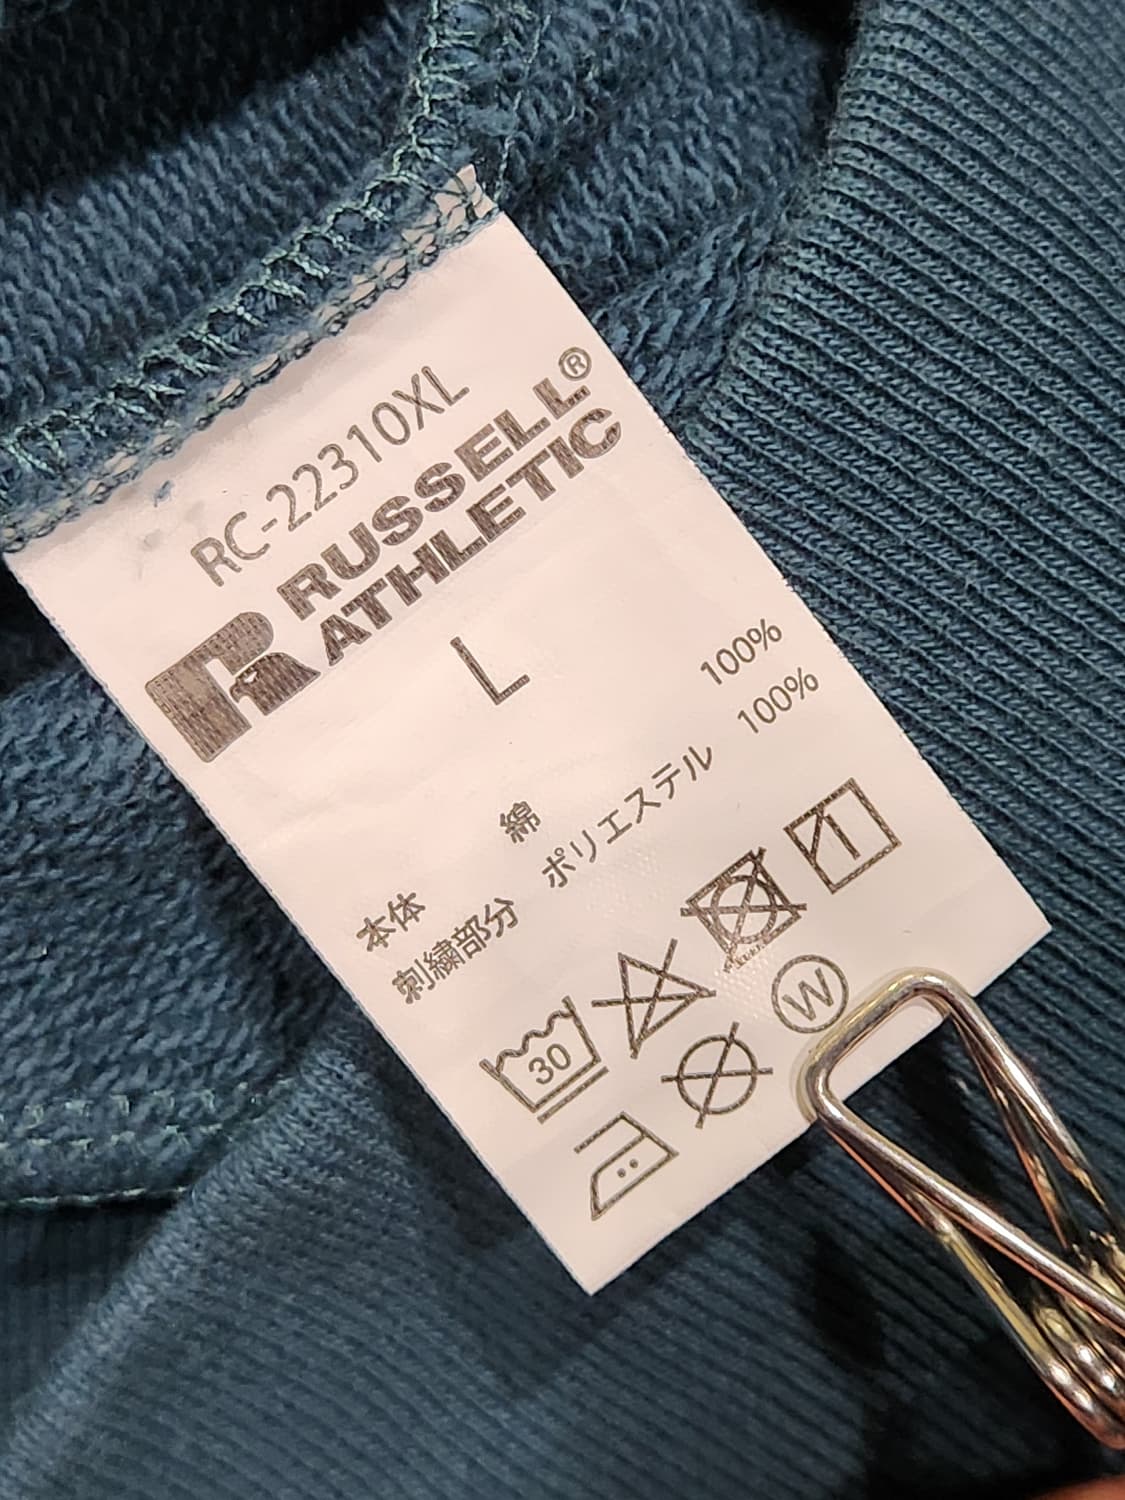 RC-22310XL
RUSSELL®
ATHLETIC
L
本体 綿 100%
刺繍部分 ポリエステル 100%
30
W